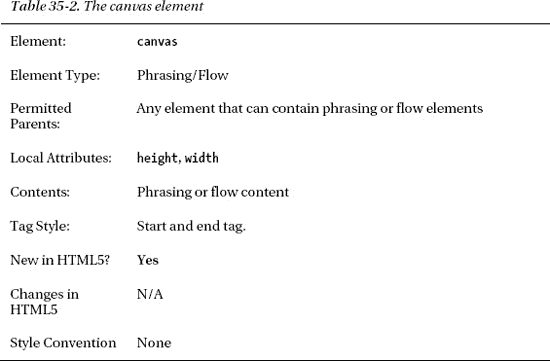 Table 35-2. The canvas element
Element: canvas
Element Type: Phrasing/Flow
Permitted Parents: Any element that can contain phrasing or flow elements
Local Attributes: height, width
Contents: Phrasing or flow content
Tag Style: Start and end tag.
New in HTML5? Yes
Changes in HTML5 N/A
Style Convention None